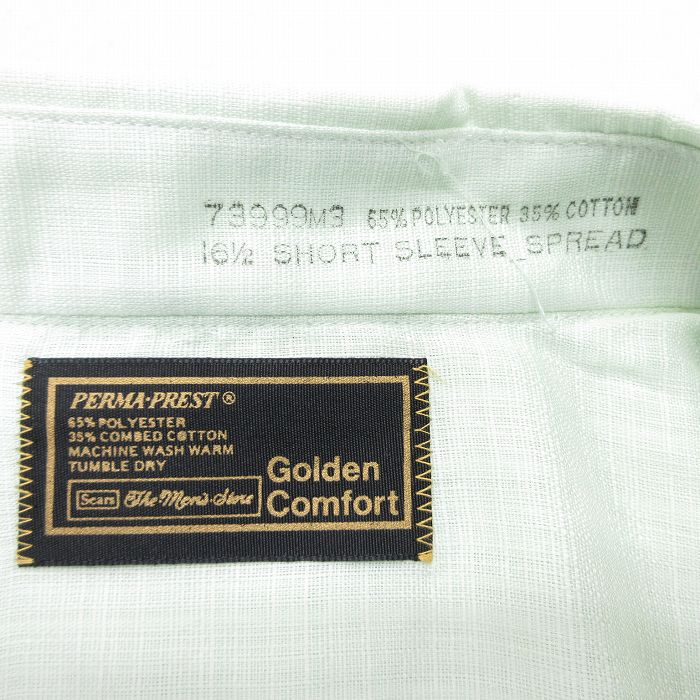 73999M3 65% POLYESTER 35% COTTON
16½ SHORT SLEEVE SPREAD
PERMA·PREST®
65% POLYESTER
35% COMBED COTTON
MACHINE WASH WARM
TUMBLE DRY
Sears The Men's Store
Golden
Comfort